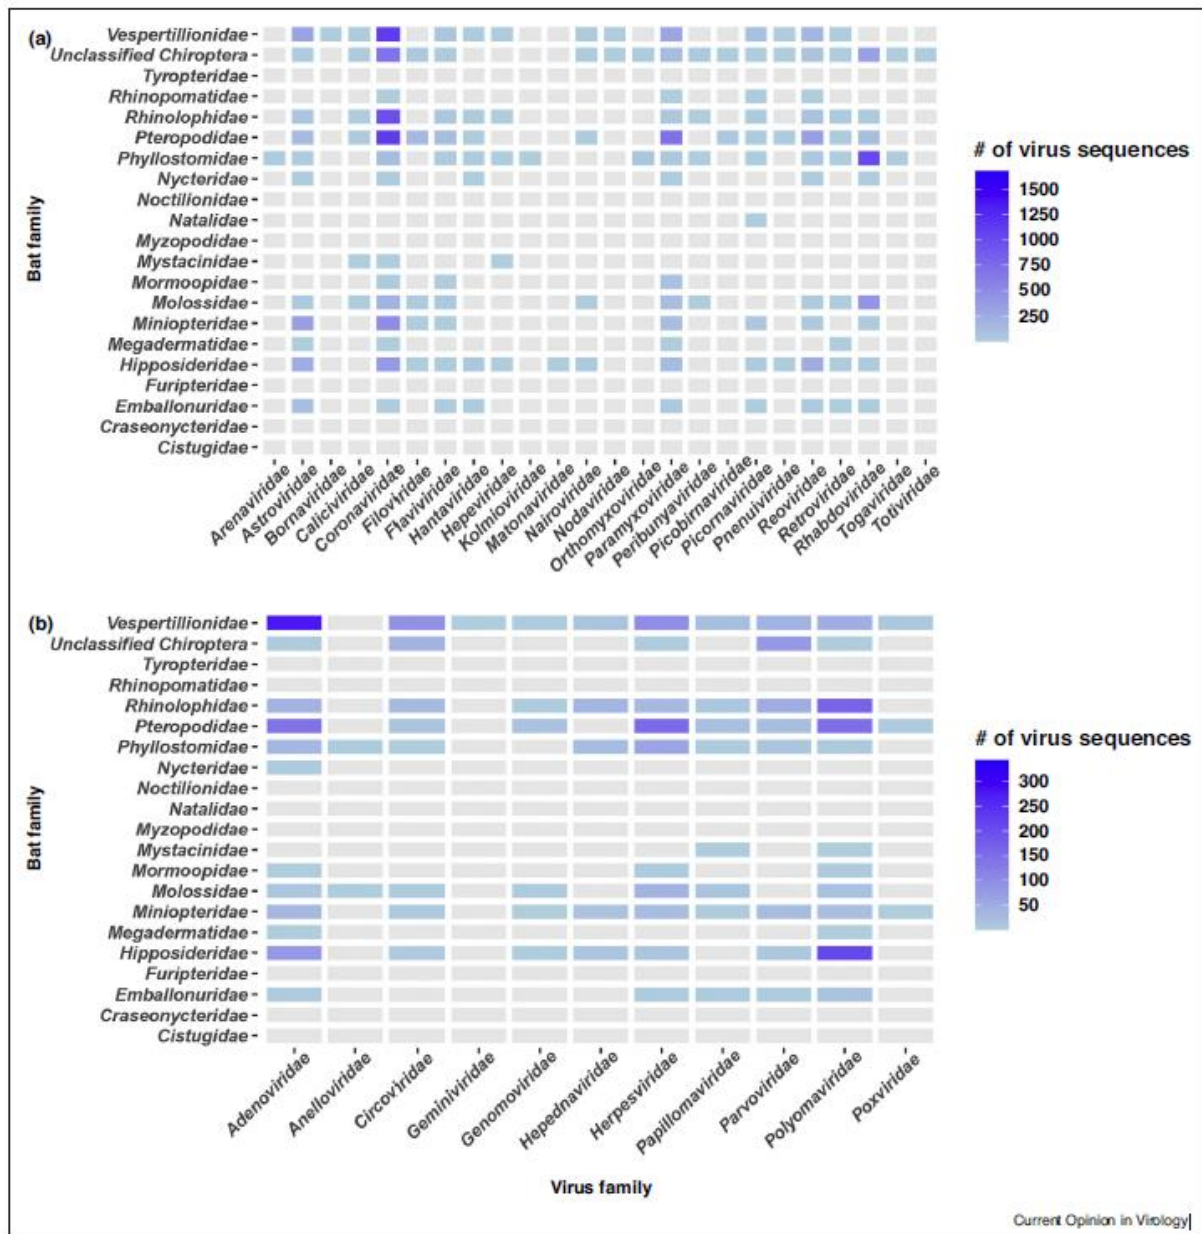 (a)
Vespertillionidae
Unclassified Chiroptera
Tyropteridae
Rhinopomatidae
Rhinolophidae
Pteropodidae
Phyllostomidae
Nycteridae
Noctilionidae
Natalidae
Myzopodidae
Mystacinidae
Mormoopidae
Molossidae
Miniopteridae
Megadermatidae
Hipposideridae
Furipteridae
Emballonuridae
Craseonycteridae
Cistugidae
Bat family
Arenaviridae
Astroviridae
Bornaviridae
Caliciviridae
Coronaviridae
Filoviridae
Flaviviridae
Hantaviridae
Hepeviridae
Kolmioviridae
Matonaviridae
Nairoviridae
Nodaviridae
Orthomyxoviridae
Paramyxoviridae
Peribunyaviridae
Picobirnaviridae
Picornaviridae
Pnenuiviridae
Reoviridae
Retroviridae
Rhabdoviridae
Togaviridae
Totiviridae
# of virus sequences
1500
1250
1000
750
500
250
(b)
Vespertillionidae
Unclassified Chiroptera
Tyropteridae
Rhinopomatidae
Rhinolophidae
Pteropodidae
Phyllostomidae
Nycteridae
Noctilionidae
Natalidae
Myzopodidae
Mystacinidae
Mormoopidae
Molossidae
Miniopteridae
Megadermatidae
Hipposideridae
Furipteridae
Emballonuridae
Craseonycteridae
Cistugidae
Bat family
Adenoviridae
Anelloviridae
Circoviridae
Geminiviridae
Genomoviridae
Hepednaviridae
Herpesviridae
Papillomaviridae
Parvoviridae
Polyomaviridae
Poxviridae
Virus family
# of virus sequences
300
250
200
150
100
50
Current Opinion in Virology